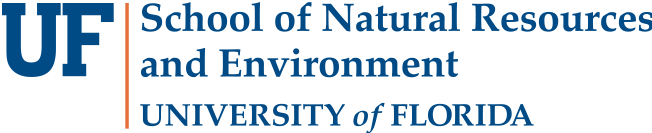 UF
School of Natural Resources
and Environment
UNIVERSITY of FLORIDA